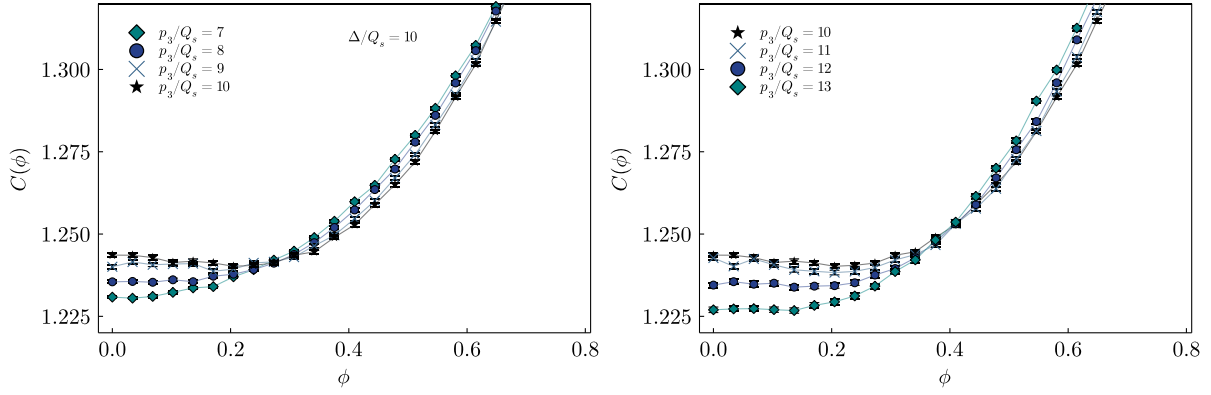 p_3/Q_s = 7
p_3/Q_s = 8
p_3/Q_s = 9
p_3/Q_s = 10
Δ/Q_s = 10
C(ϕ)
1.300
1.275
1.250
1.225
0.0 0.2 0.4 0.6 0.8
ϕ
p_3/Q_s = 10
p_3/Q_s = 11
p_3/Q_s = 12
p_3/Q_s = 13
C(ϕ)
1.300
1.275
1.250
1.225
0.0 0.2 0.4 0.6 0.8
ϕ